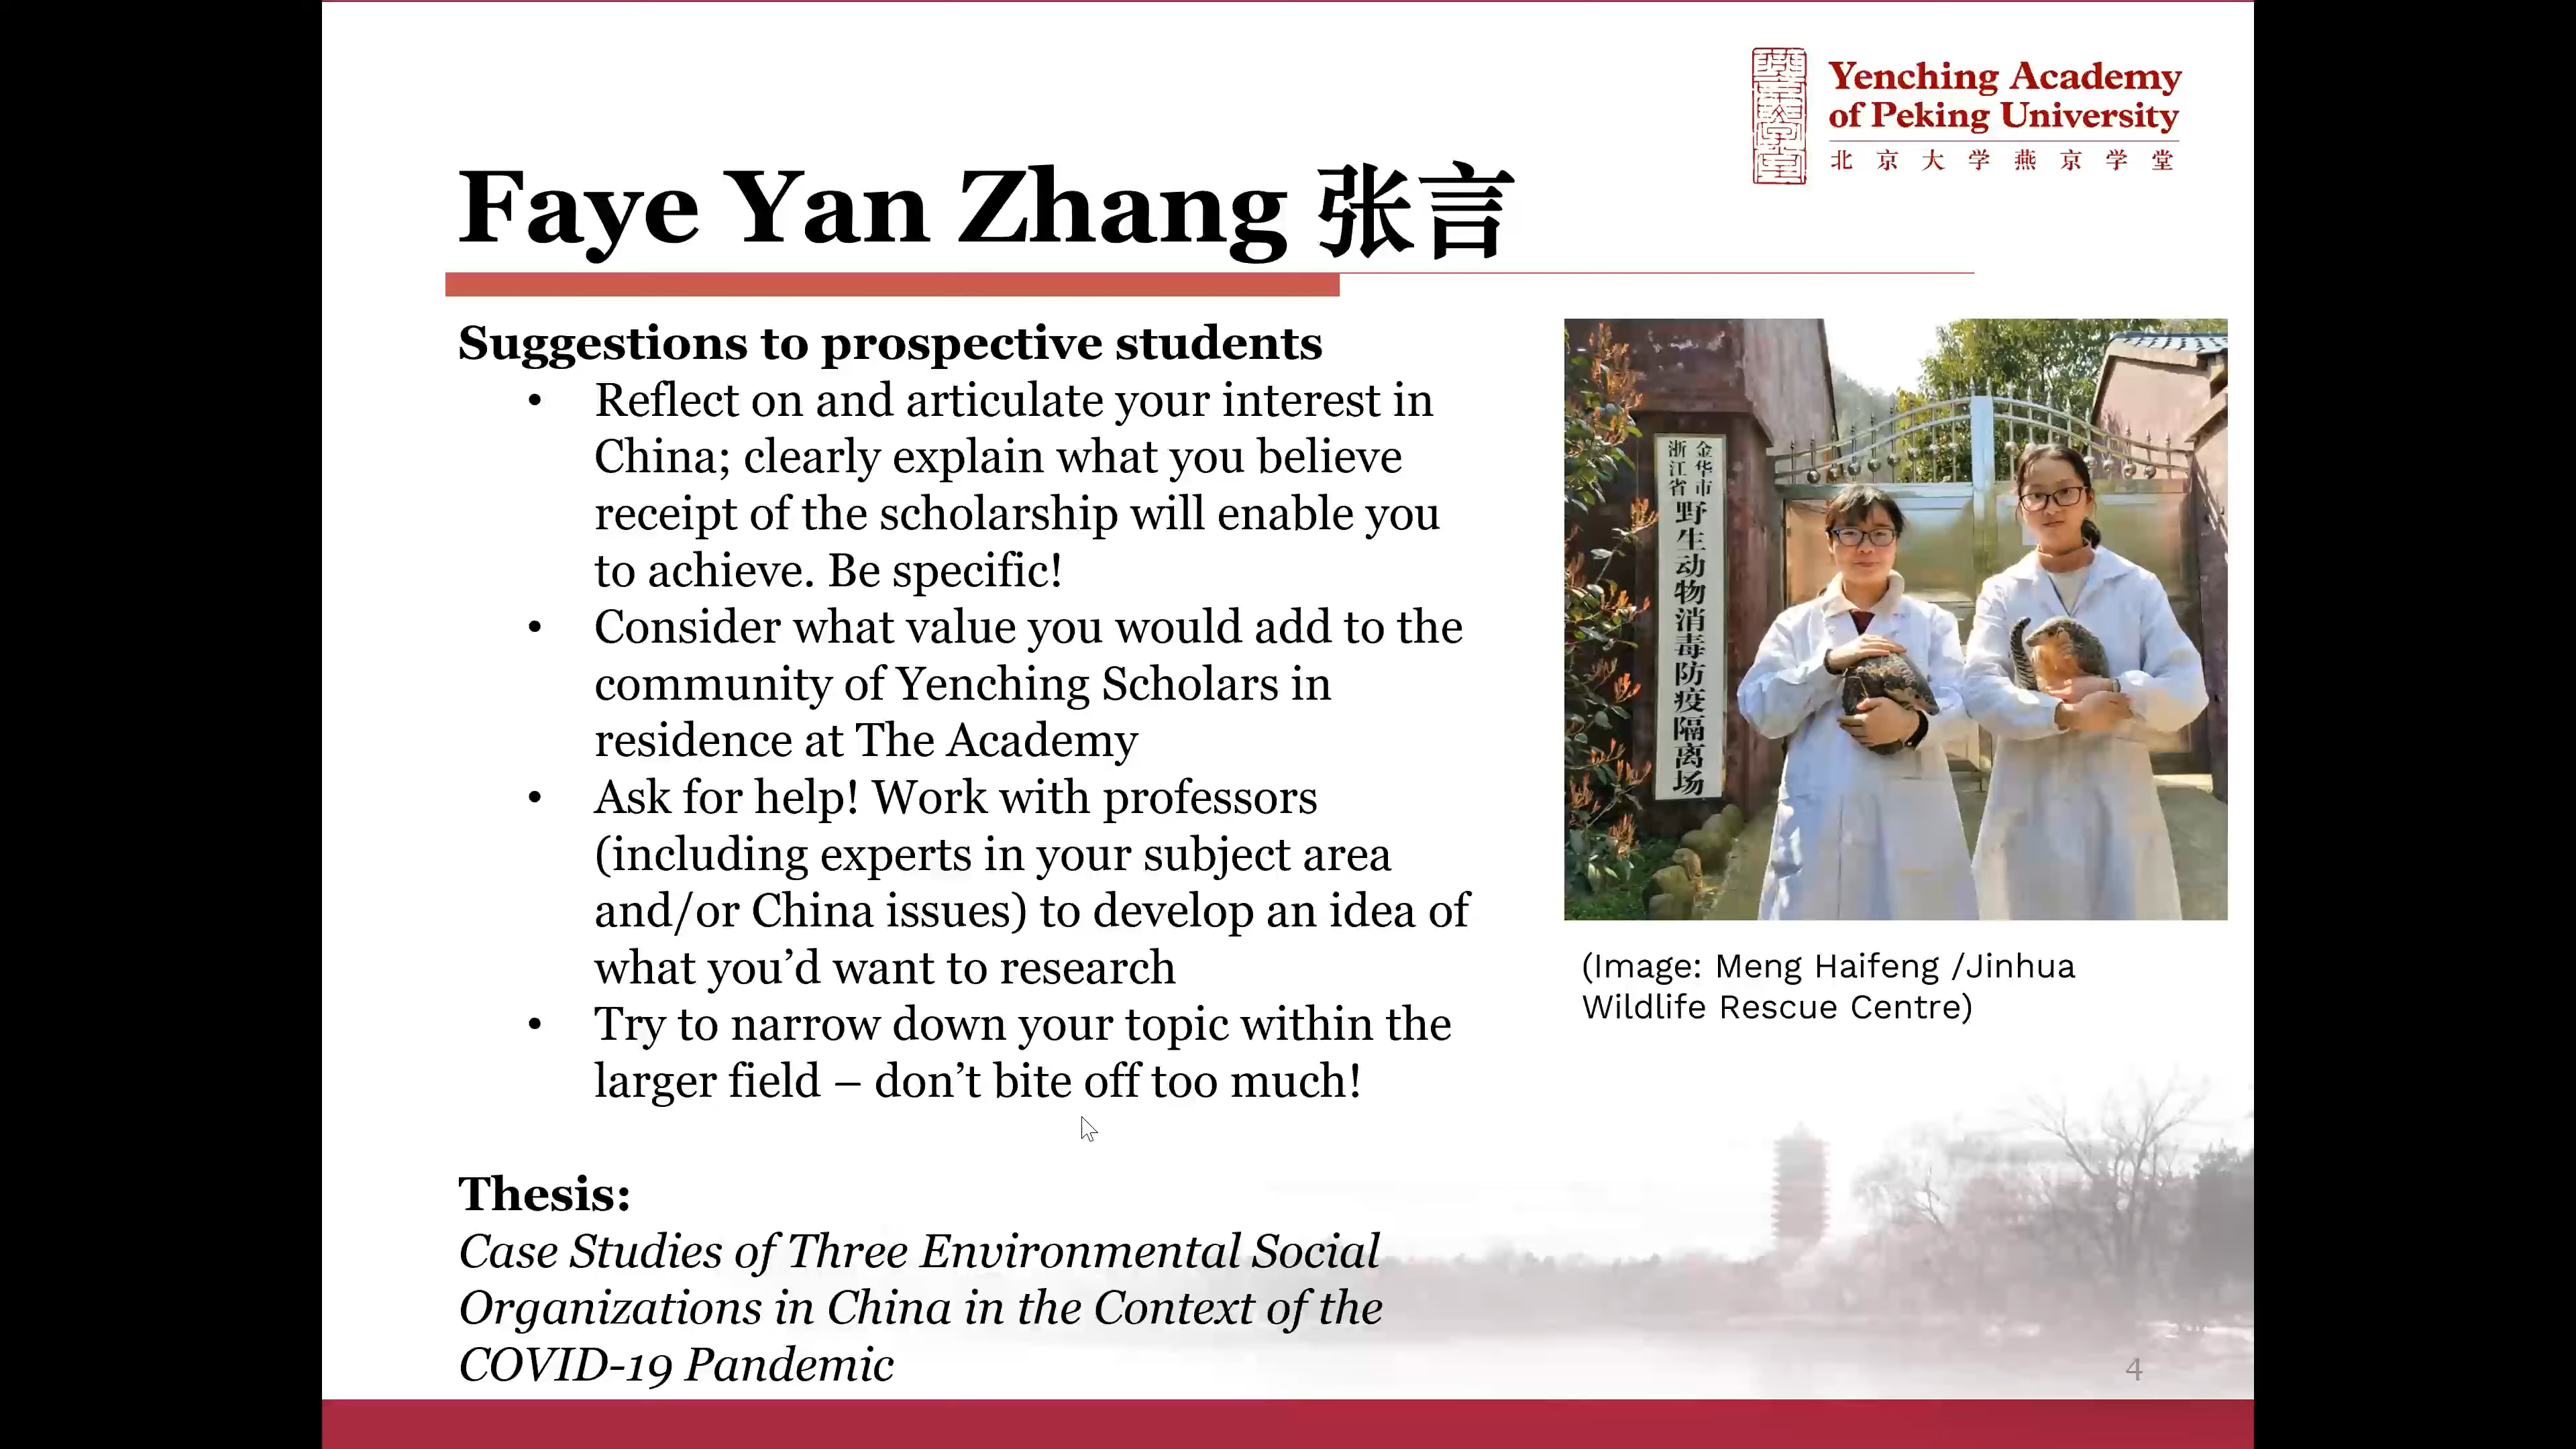 Yenching Academy
of Peking University
北京大学燕京学堂
Faye Yan Zhang 张言
Suggestions to prospective students
• Reflect on and articulate your interest in
China; clearly explain what you believe
receipt of the scholarship will enable you
to achieve. Be specific!
• Consider what value you would add to the
community of Yenching Scholars in
residence at The Academy
• Ask for help! Work with professors
(including experts in your subject area
and/or China issues) to develop an idea of
what you’d want to research
• Try to narrow down your topic within the
larger field – don’t bite off too much!
Thesis:
Case Studies of Three Environmental Social
Organizations in China in the Context of the
COVID-19 Pandemic
浙江省
金华市
野生动物消毒防疫隔离场
(Image: Meng Haifeng /Jinhua
Wildlife Rescue Centre)
4